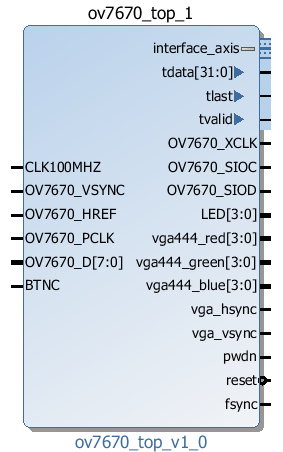 ov7670_top_1
interface_axis
tdata[31:0]
tlast
tvalid
OV7670_XCLK
CLK100MHZ OV7670_SIOC
OV7670_VSYNC OV7670_SIOD
OV7670_HREF LED[3:0]
OV7670_PCLK vga444_red[3:0]
OV7670_D[7:0] vga444_green[3:0]
BTNC vga444_blue[3:0]
vga_hsync
vga_vsync
pwdn
reset
fsync
ov7670_top_v1_0